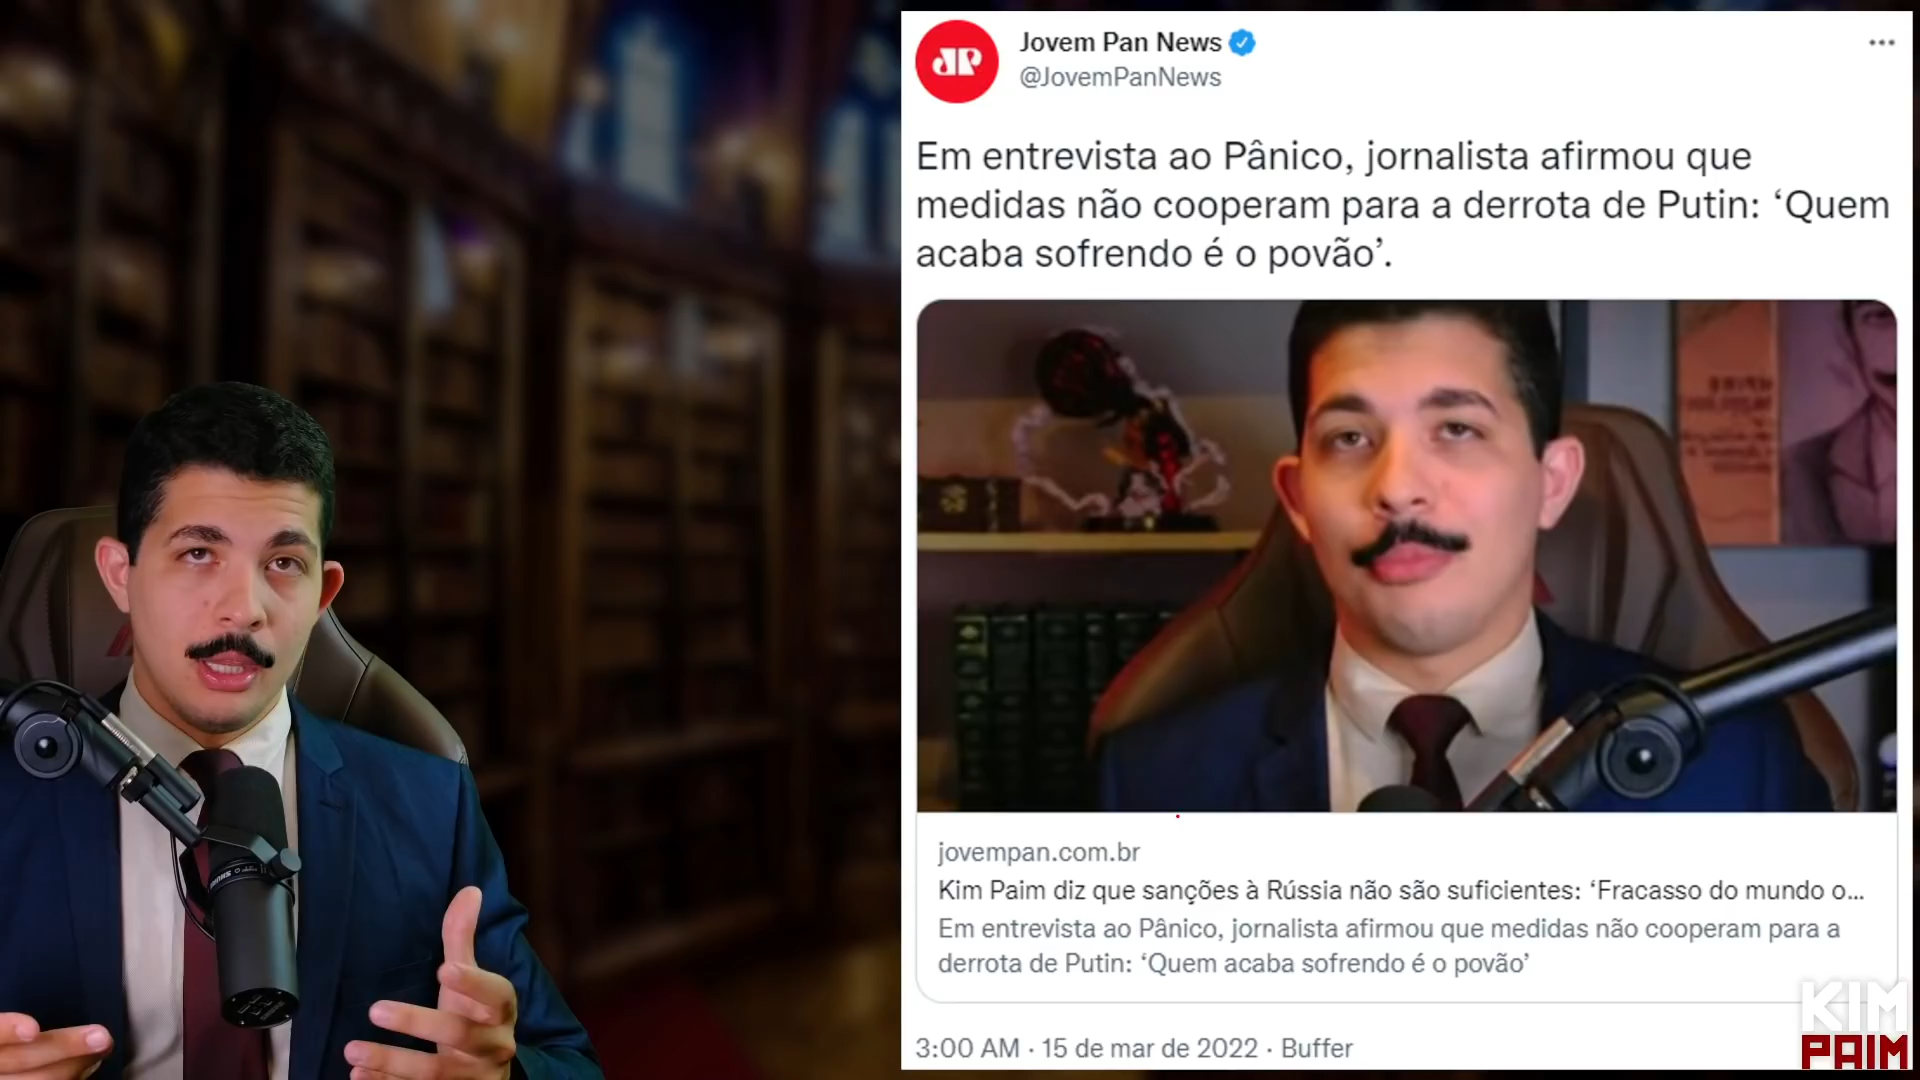 Jovem Pan News
@JovemPanNews
Em entrevista ao Pânico, jornalista afirmou que
medidas não cooperam para a derrota de Putin: ‘Quem
acaba sofrendo é o povão’.
jovempan.com.br
Kim Paim diz que sanções à Rússia não são suficientes: ‘Fracasso do mundo o...
Em entrevista ao Pânico, jornalista afirmou que medidas não cooperam para a
derrota de Putin: ‘Quem acaba sofrendo é o povão’
3:00 AM · 15 de mar de 2022 · Buffer
JP
KIM
PAIM